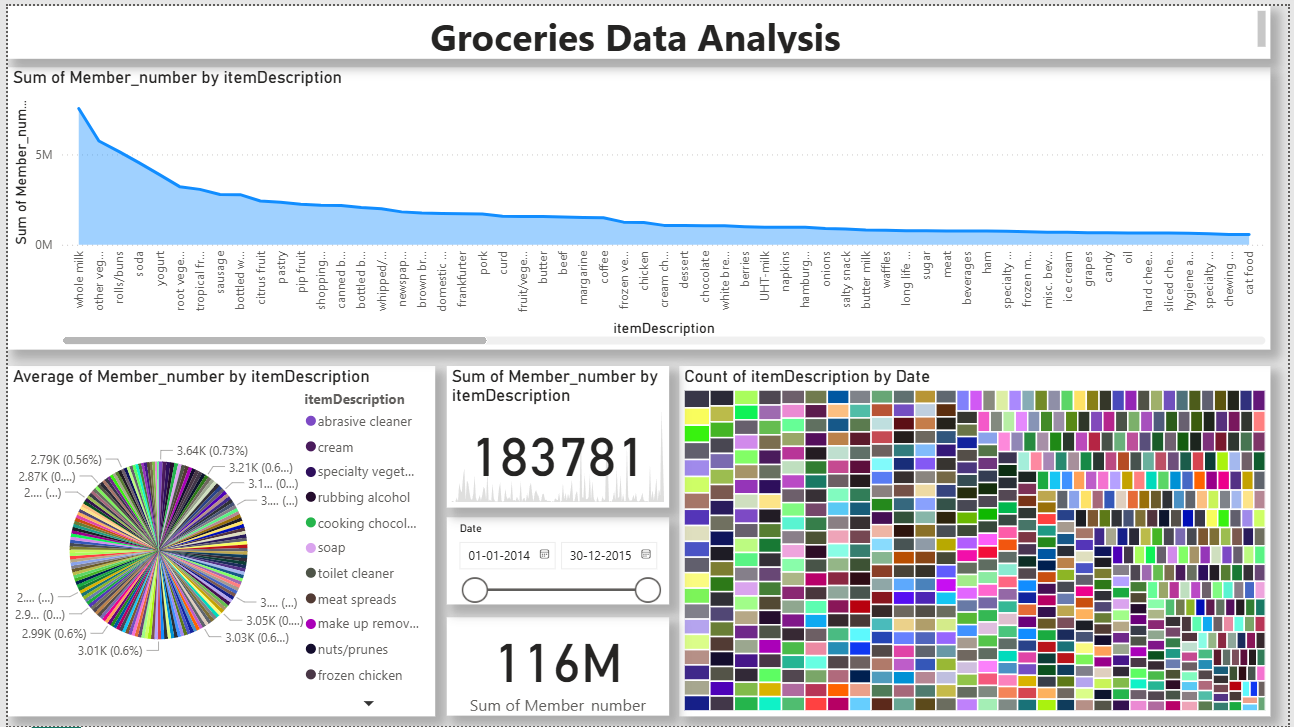 Groceries Data Analysis
Sum of Member_number by itemDescription
Sum of Member_num...
5M
0M
whole milk
other veg...
rolls/buns
soda
yogurt
root vege...
tropical fr...
sausage
bottled w...
citrus fruit
pastry
pip fruit
shopping...
canned b...
bottled b...
whipped/...
newspap...
brown br...
domestic ...
frankfurter
pork
curd
fruit/vege...
butter
beef
margarine
coffee
frozen ve...
chicken
cream ch...
dessert
chocolate
white bre...
berries
UHT-milk
napkins
hamburg...
onions
salty snack
butter milk
waffles
long life ...
sugar
meat
beverages
ham
specialty ...
frozen m...
misc. bev...
ice cream
grapes
candy
oil
hard chee...
sliced che...
hygiene a...
specialty ...
chewing ...
cat food
itemDescription
Average of Member_number by itemDescription
3.64K (0.73%)
3.21K (0.6...)
3.1... (0...)
3.... (...)
3.... (...)
3.05K (0....)
3.03K (0.6...)
3.01K (0.6%)
2.99K (0.6%)
2.9... (0...)
2.... (...)
2.... (...)
2.87K (0....)
2.79K (0.56%)
itemDescription
abrasive cleaner
cream
specialty veget...
rubbing alcohol
cooking chocol...
soap
toilet cleaner
meat spreads
make up remov...
nuts/prunes
frozen chicken
Sum of Member_number by
itemDescription
183781
Date
01-01-2014
30-12-2015
116M
Sum of Member_number
Count of itemDescription by Date